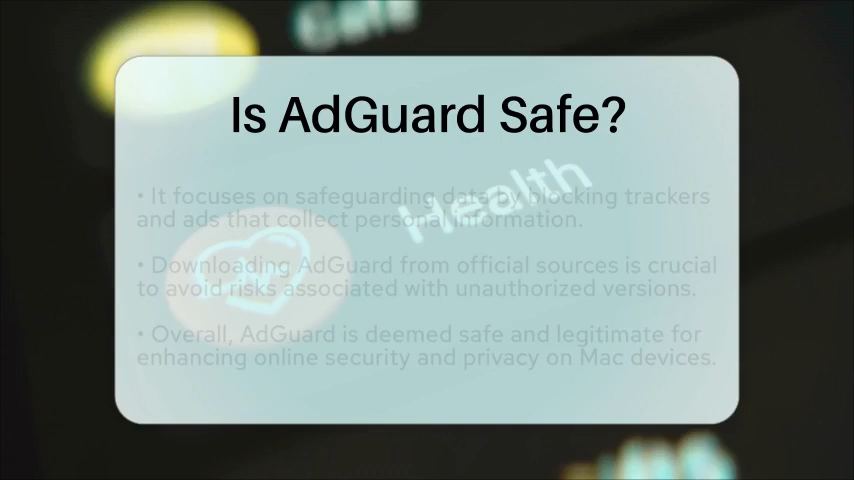 Is AdGuard Safe?
• It focuses on safeguarding data by blocking trackers
and ads that collect personal information.
Health
• Downloading AdGuard from official sources is crucial
to avoid risks associated with unauthorized versions.
• Overall, AdGuard is deemed safe and legitimate for
enhancing online security and privacy on Mac devices.